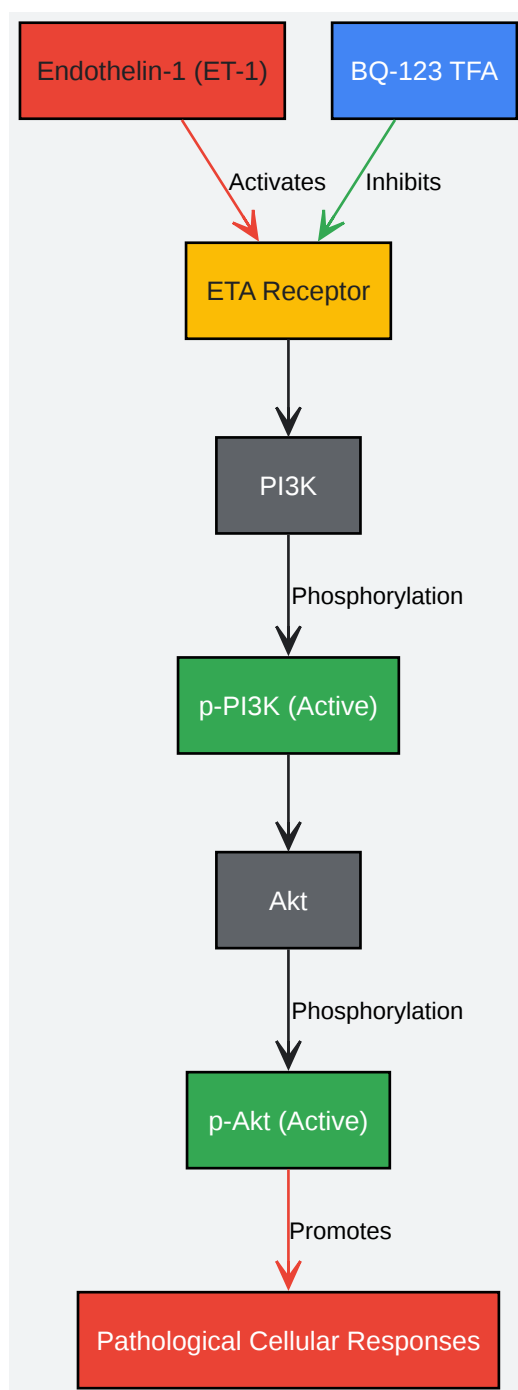 Endothelin-1 (ET-1)
BQ-123 TFA
Activates
Inhibits
ETA Receptor
PI3K
Phosphorylation
p-PI3K (Active)
Akt
Phosphorylation
p-Akt (Active)
Promotes
Pathological Cellular Responses